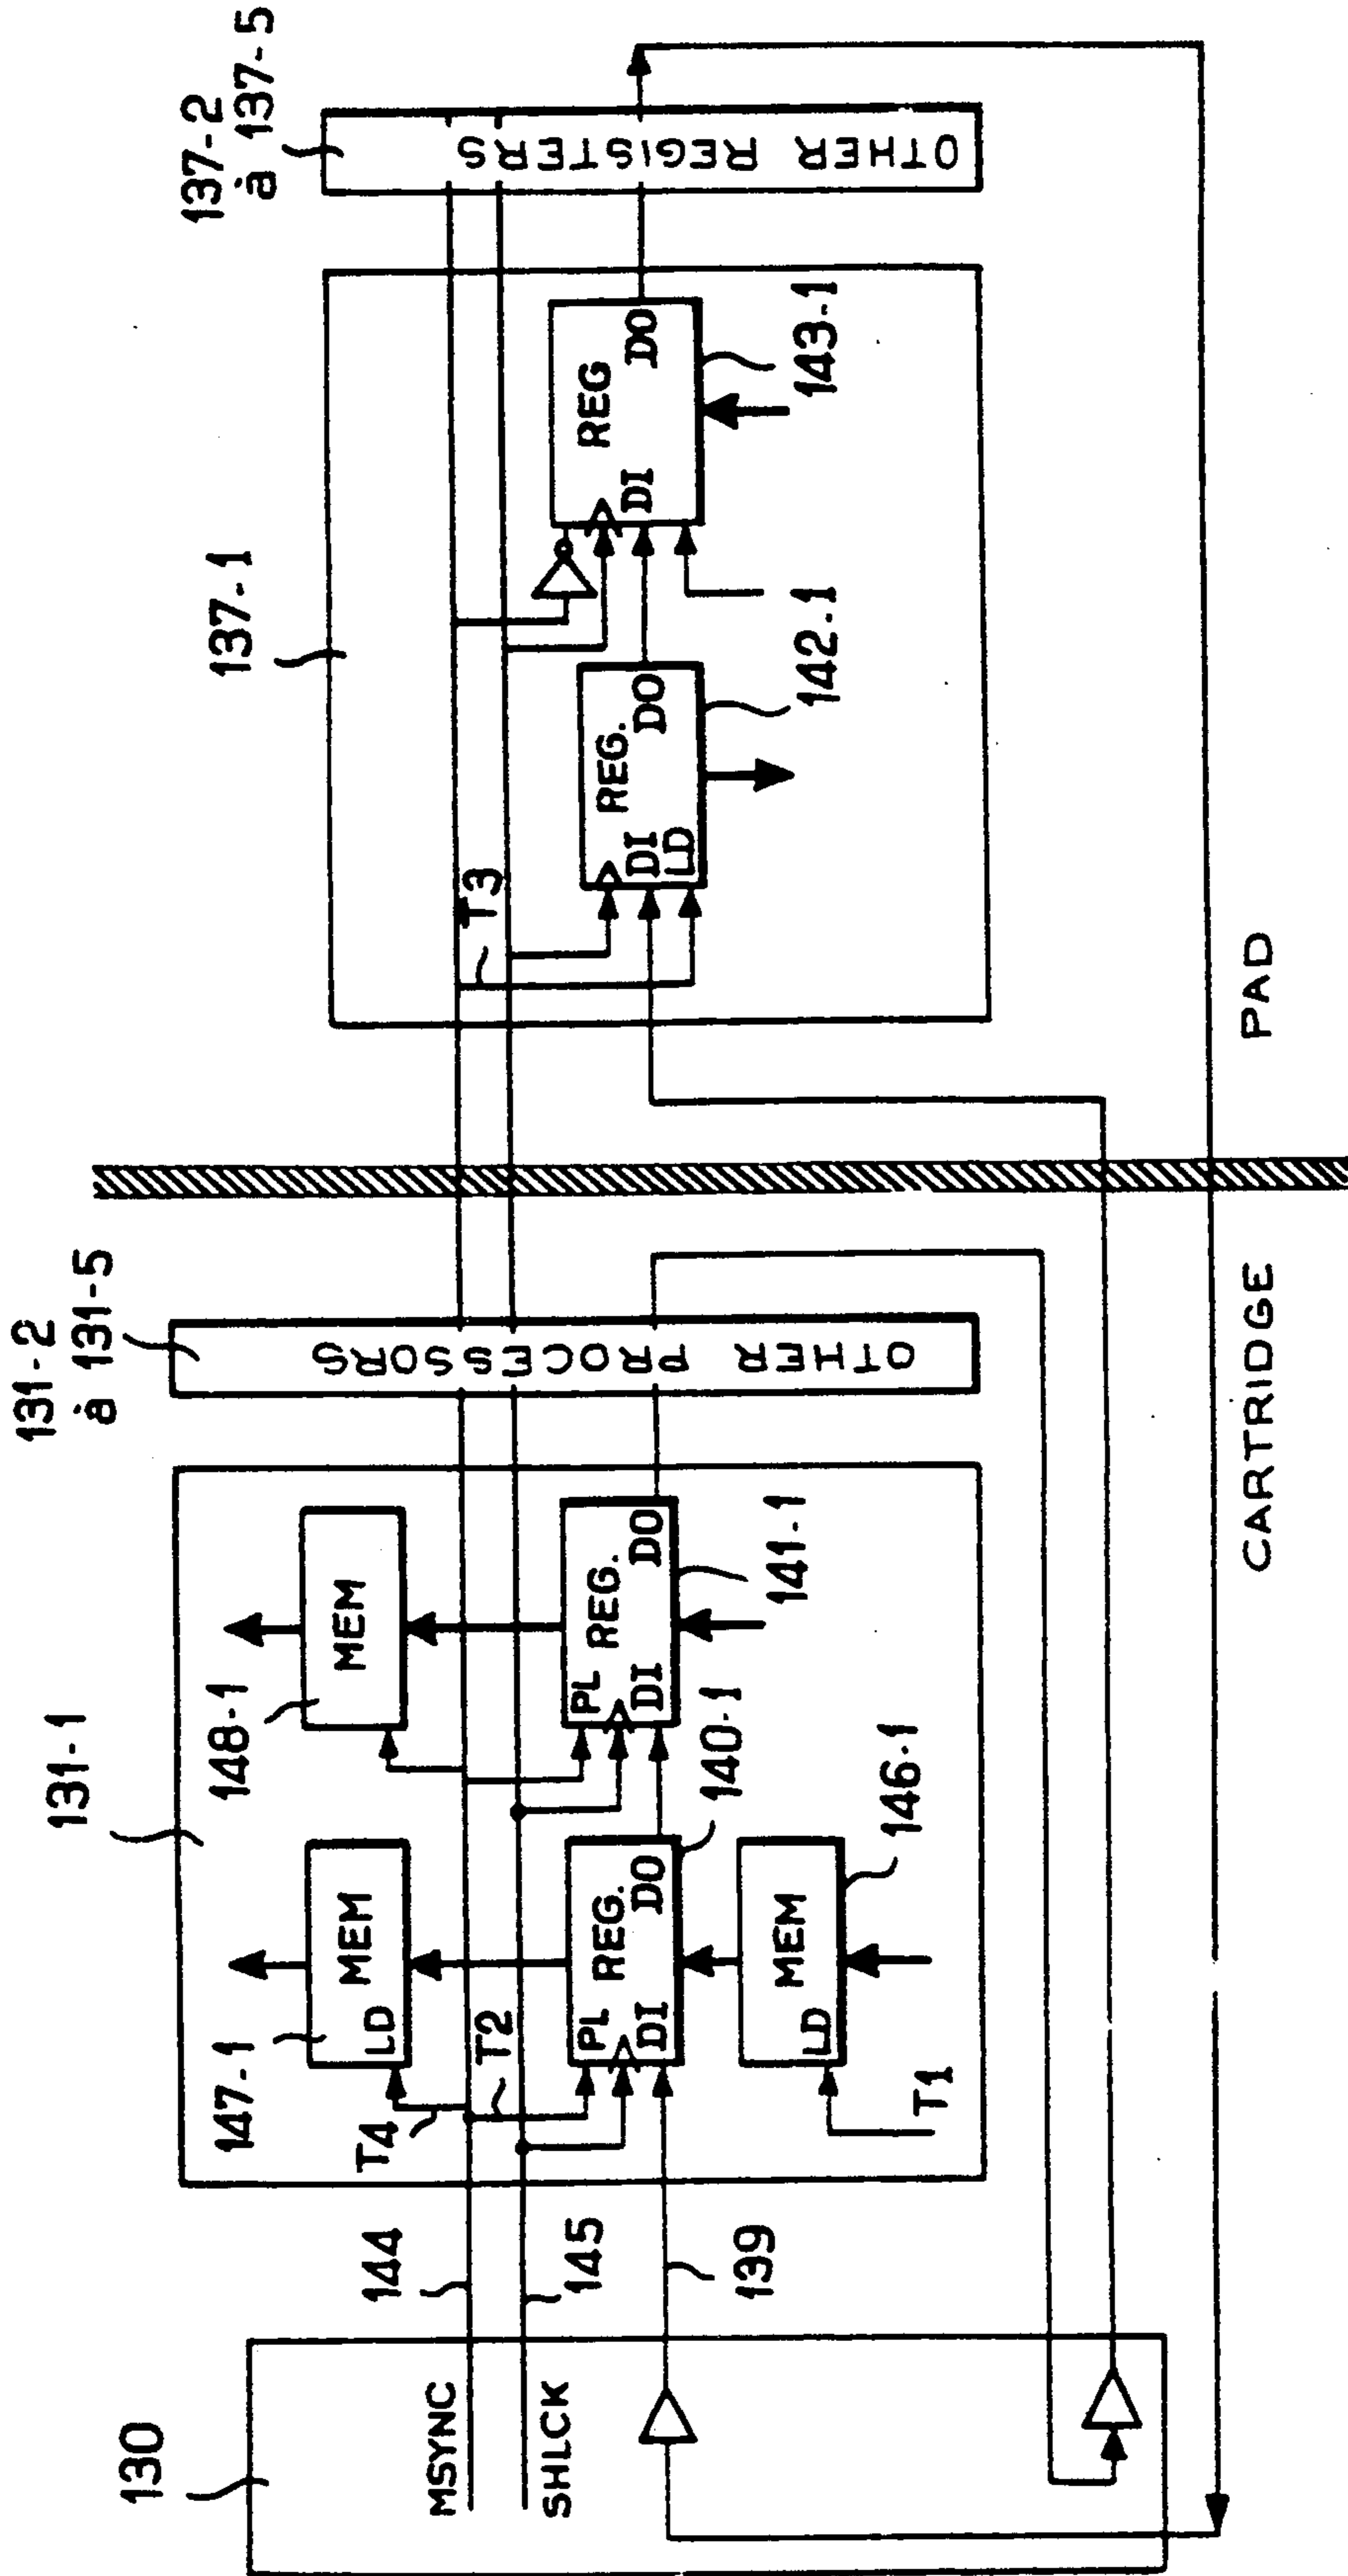 130
MSYNC
SHLCK
144
145
139
131-1
147-1
MEM
LD
T4
T2
PL
REG.
DI
DO
140-1
MEM
LD
146-1
T1
148-1
MEM
PL
REG.
DI
DO
141-1
131-2
à 131-5
OTHER PROCESSORS
CARTRIDGE
PAD
137-1
T3
REG.
DI
LD
DO
142-1
REG
DI
DO
143-1
137-2
à 137-5
OTHER REGISTERS